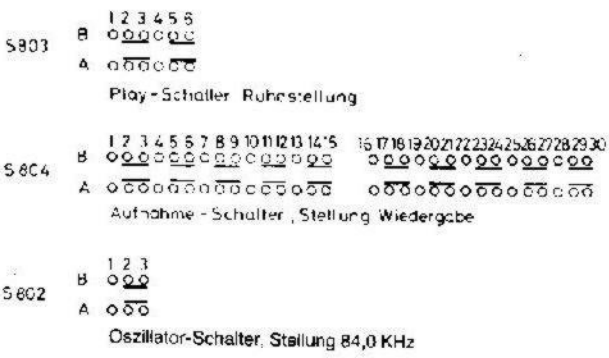 1 2 3 4 5 6
S803 B
A
Play-Schalter Ruhestellung
1 2 3 4 5 6 7 8 9 10 11 12 13 14 15 16 17 18 19 20 21 22 23 24 25 26 27 28 29 30
S804 B
A
Aufnahme-Schalter, Stellung Wiedergabe
1 2 3
S802 B
A
Oszillator-Schalter, Stellung 84,0 KHz